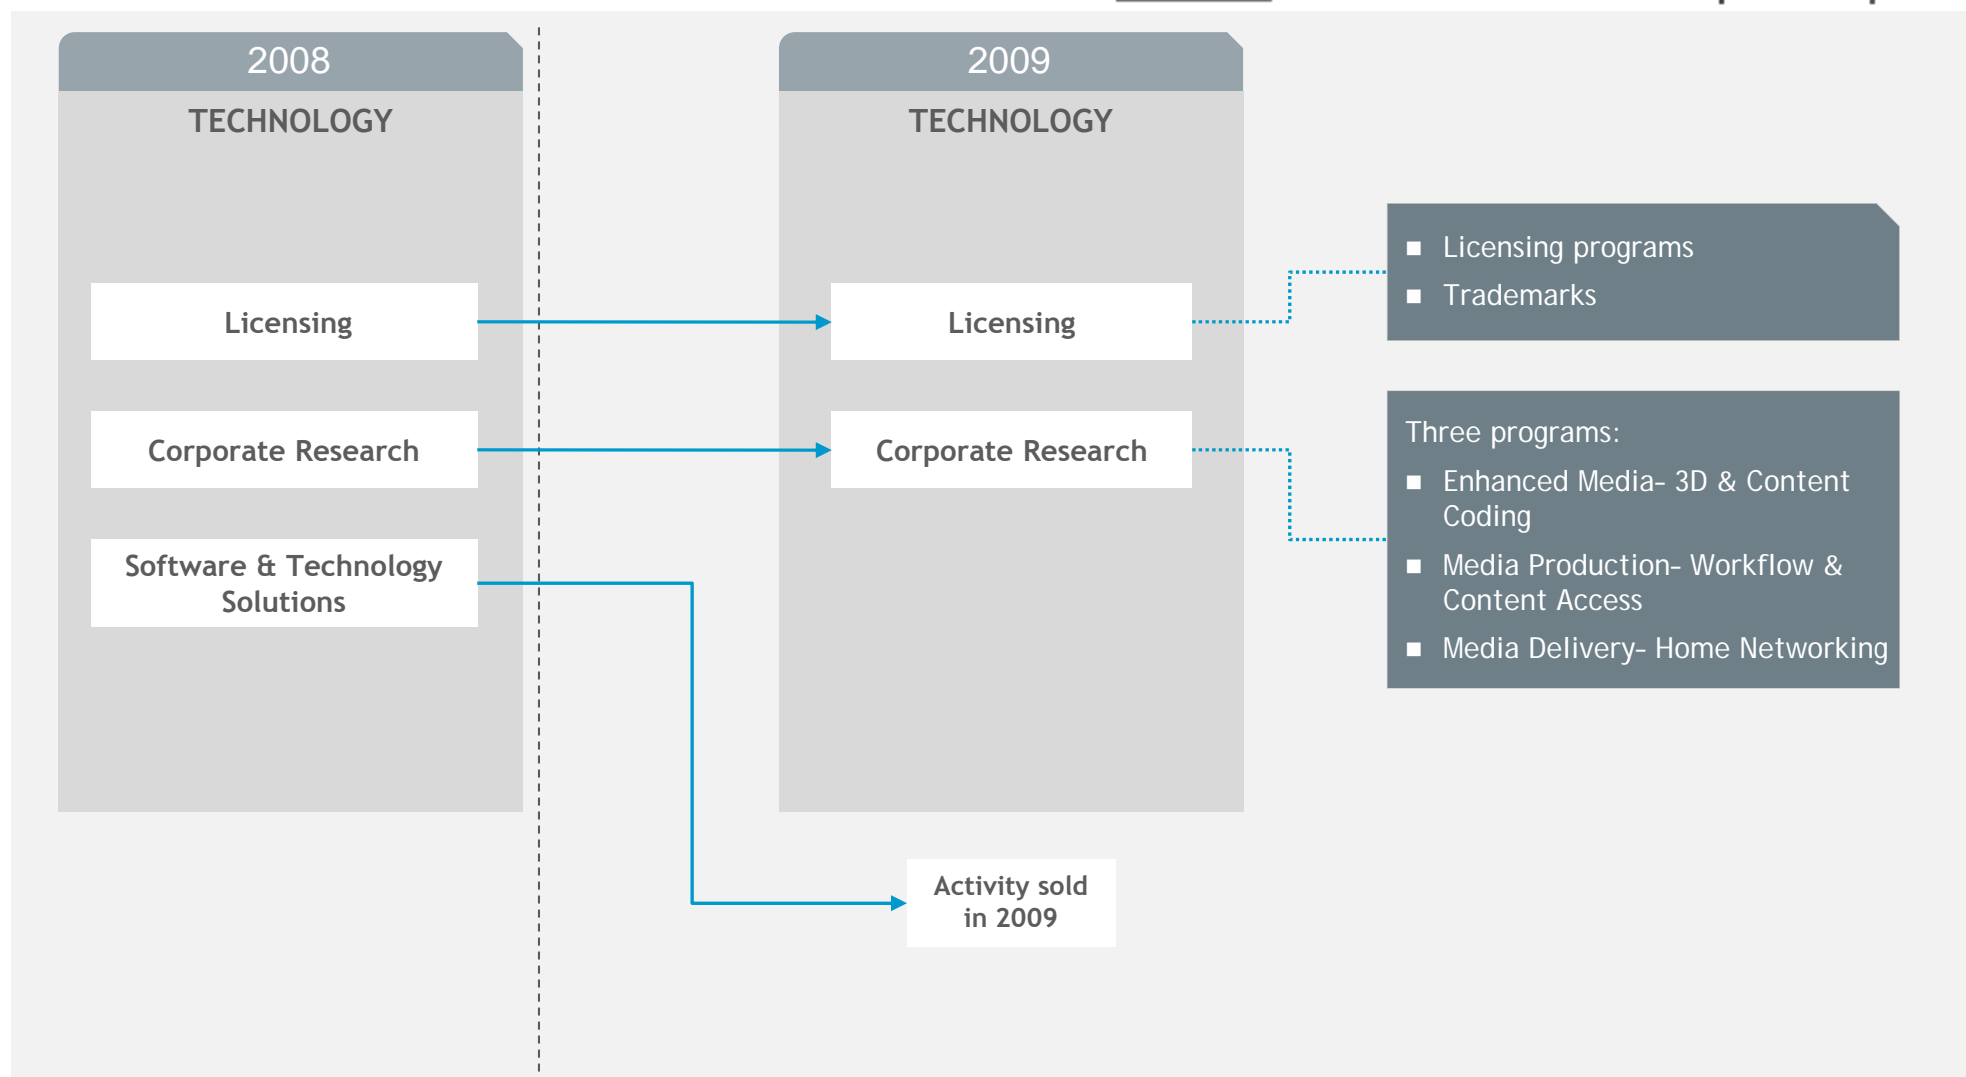 2008
TECHNOLOGY
Licensing
Corporate Research
Software & Technology
Solutions
2009
TECHNOLOGY
Licensing
Corporate Research
Activity sold
in 2009
■ Licensing programs
■ Trademarks
Three programs:
■ Enhanced Media– 3D & Content
Coding
■ Media Production– Workflow &
Content Access
■ Media Delivery– Home Networking